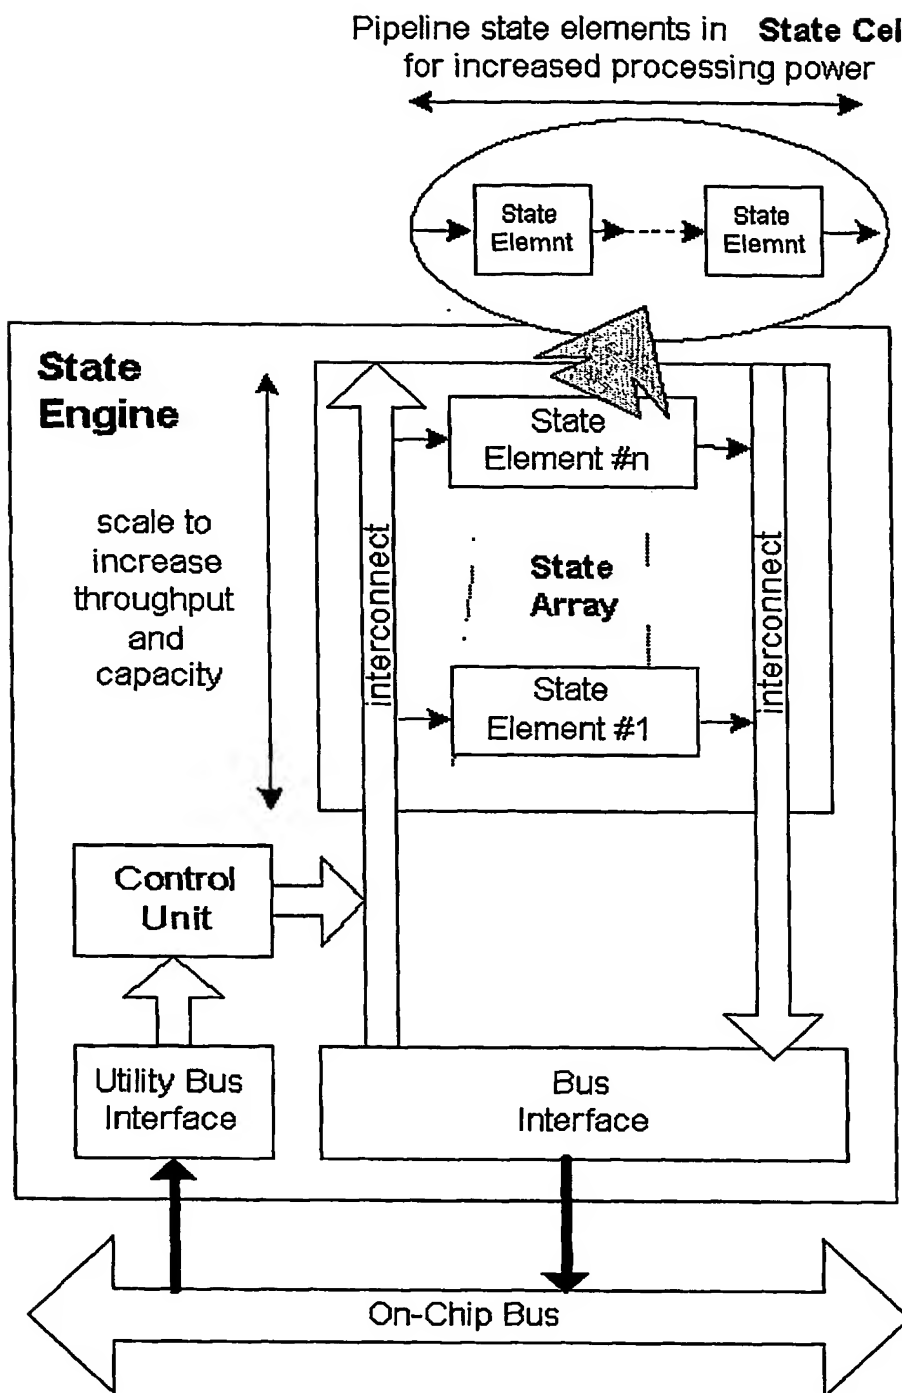 Pipeline state elements in State Cel
for increased processing power
State
Elemnt
State
Elemnt
State
Engine
scale to
increase
throughput
and
capacity
interconnect
State
Element #n
State
Array
State
Element #1
interconnect
Control
Unit
Utility Bus
Interface
Bus
Interface
On-Chip Bus